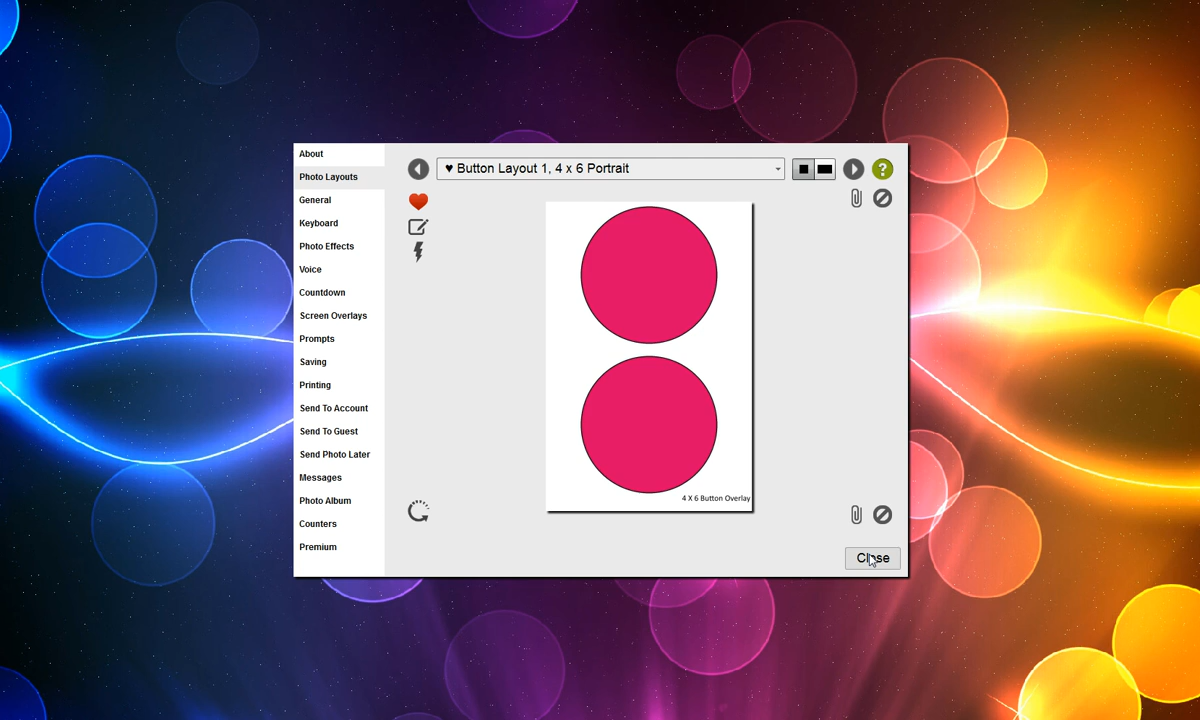 About
Photo Layouts
General
Keyboard
Photo Effects
Voice
Countdown
Screen Overlays
Prompts
Saving
Printing
Send To Account
Send To Guest
Send Photo Later
Messages
Photo Album
Counters
Premium
♥ Button Layout 1, 4 x 6 Portrait
?
4 X 6 Button Overlay
Close